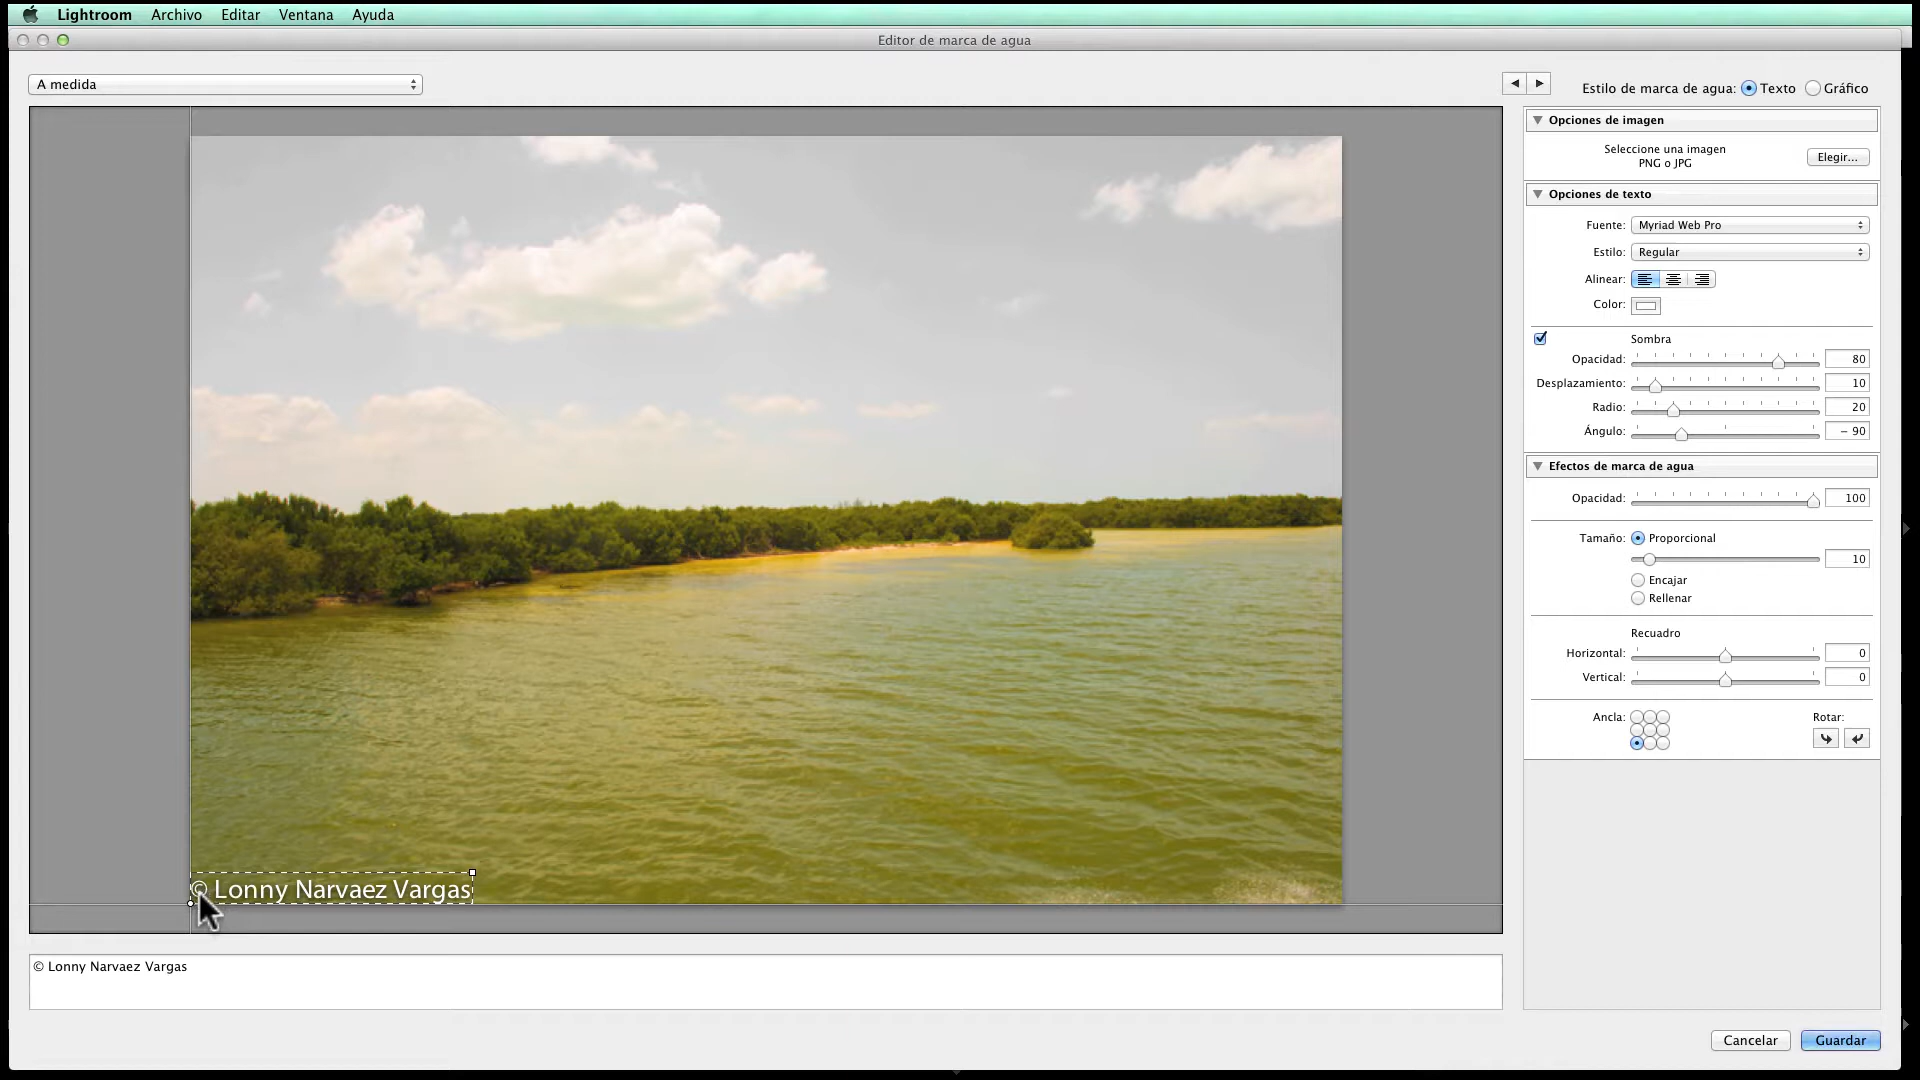 Lightroom Archivo Editar Ventana Ayuda
Editor de marca de agua
A medida
Estilo de marca de agua: Texto Gráfico
Opciones de imagen
Seleccione una imagen
PNG o JPG
Elegir...
Opciones de texto
Fuente: Myriad Web Pro
Estilo: Regular
Alinear:
Color:
Sombra
Opacidad: 80
Desplazamiento: 10
Radio: 20
Ángulo: − 90
Efectos de marca de agua
Opacidad: 100
Tamaño: Proporcional
10
Encajar
Rellenar
Recuadro
Horizontal: 0
Vertical: 0
Ancla: Rotar:
© Lonny Narvaez Vargas
© Lonny Narvaez Vargas
Cancelar Guardar